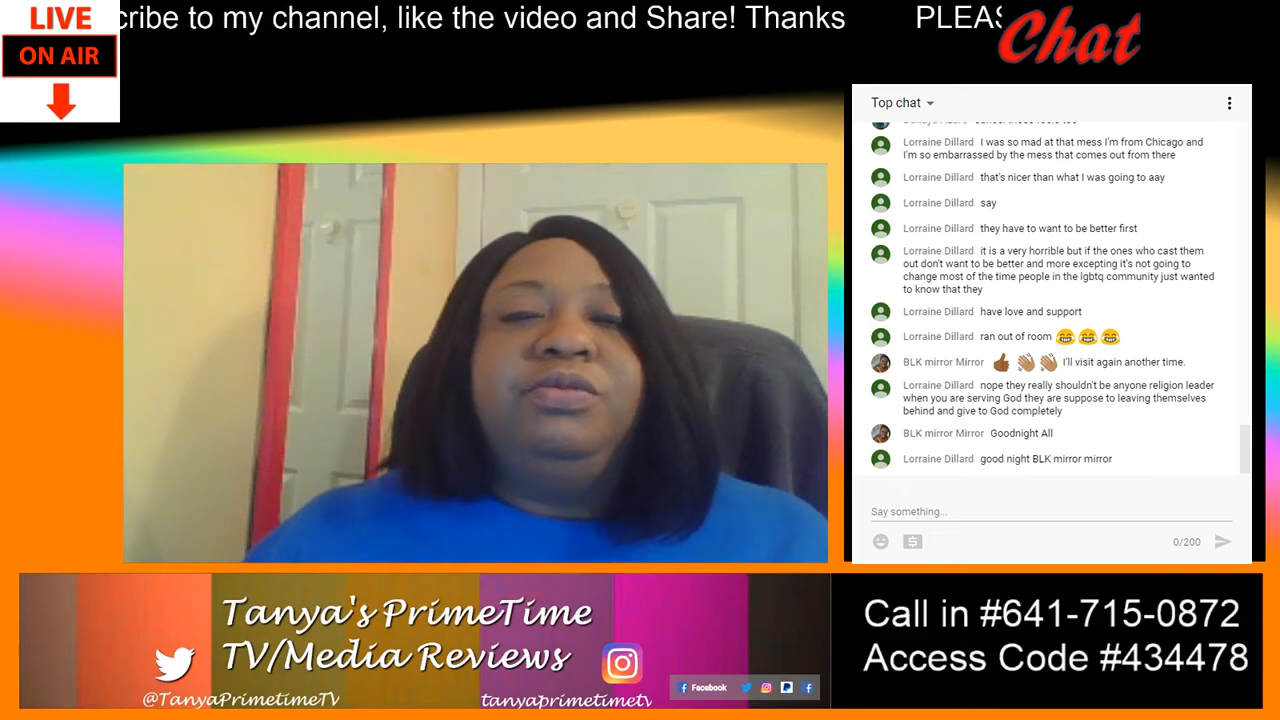 LIVE
ON AIR
cribe to my channel, like the video and Share! Thanks PLEAS
Chat
Top chat
Lorraine Dillard I was so mad at that mess I'm from Chicago and
I'm so embarrassed by the mess that comes out from there
Lorraine Dillard that's nicer than what I was going to aay
Lorraine Dillard say
Lorraine Dillard they have to want to be better first
Lorraine Dillard it is a very horrible but if the ones who cast them
out don't want to be better and more excepting it's not going to
change most of the time people in the lgbtq community just wanted
to know that they
Lorraine Dillard have love and support
Lorraine Dillard ran out of room 😂 😂 😂
BLK mirror Mirror 👍🏾 👋🏽 👋🏽 I'll visit again another time.
Lorraine Dillard nope they really shouldn't be anyone religion leader
when you are serving God they are suppose to leaving themselves
behind and give to God completely
BLK mirror Mirror Goodnight All
Lorraine Dillard good night BLK mirror mirror
Say something...
0/200
Tanya's PrimeTime
TV/Media Reviews
@TanyaPrimetimeTV
tanyaprimetimetv
Facebook
Call in #641-715-0872
Access Code #434478